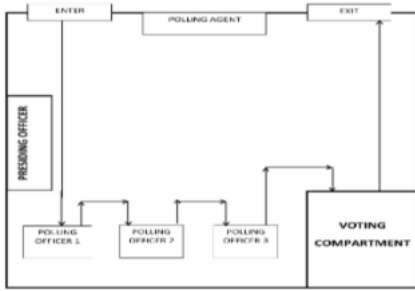 ENTER
POLLING AGENT
EXIT
PRESIDING OFFICER
POLLING
OFFICER 1
POLLING
OFFICER 2
POLLING
OFFICER 3
VOTING
COMPARTMENT